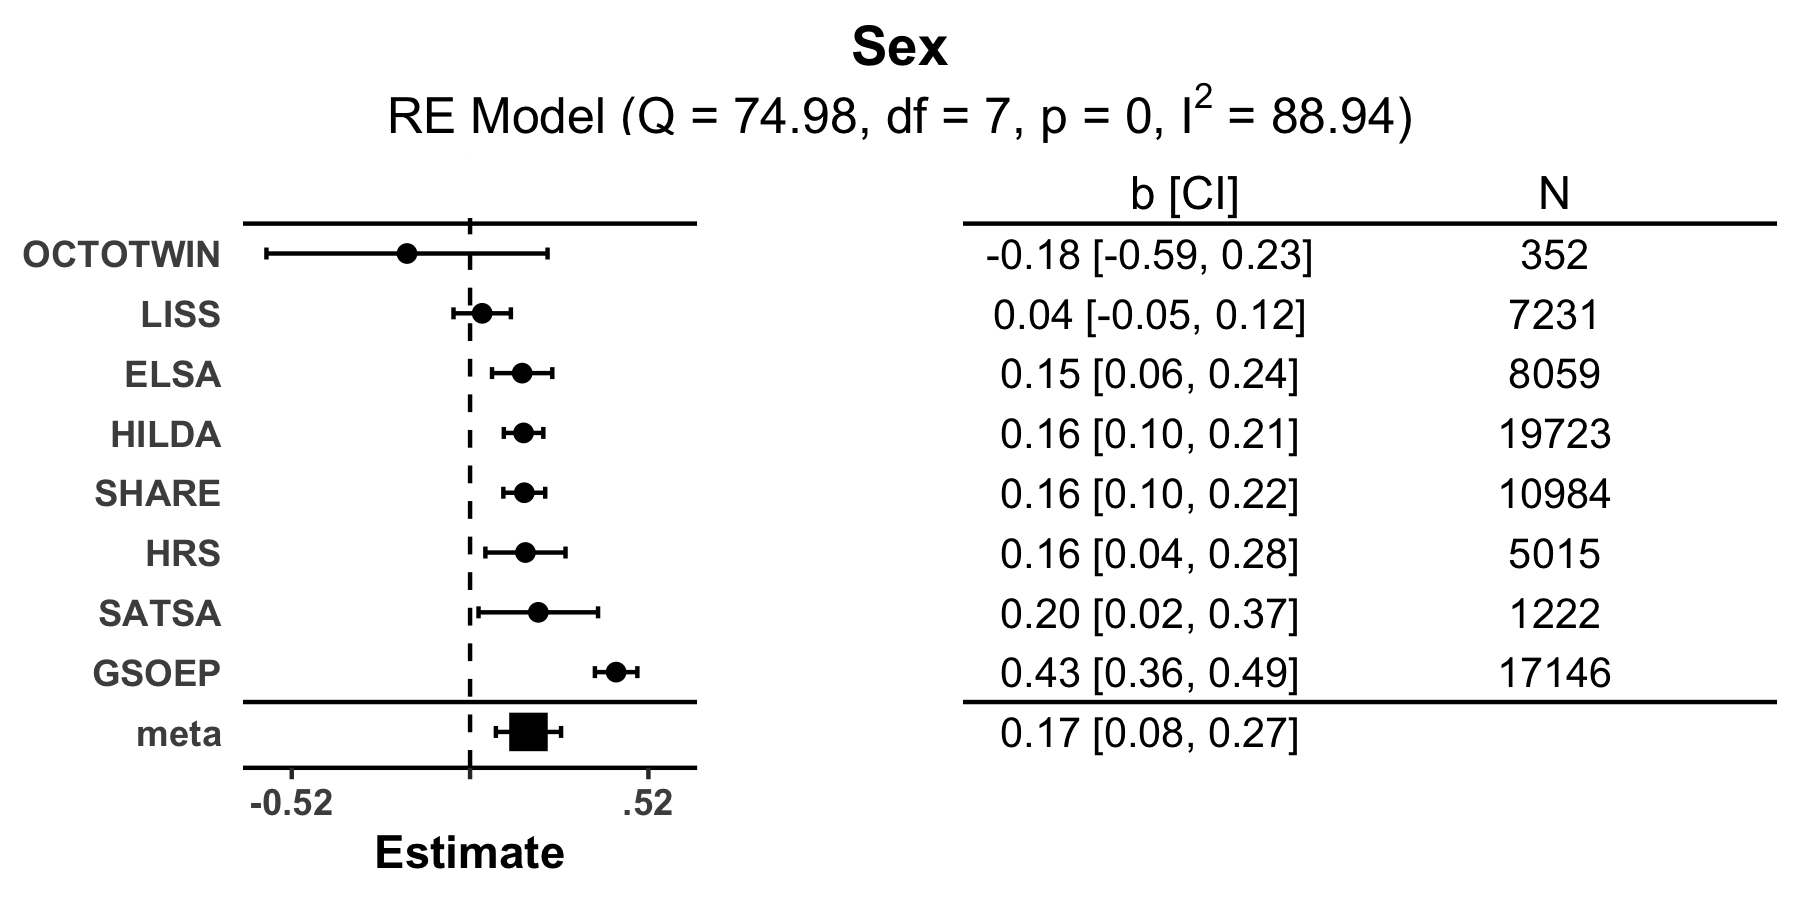 Sex
RE Model (Q = 74.98, df = 7, p = 0, I² = 88.94)
b [CI] N
OCTOTWIN -0.18 [-0.59, 0.23] 352
LISS 0.04 [-0.05, 0.12] 7231
ELSA 0.15 [0.06, 0.24] 8059
HILDA 0.16 [0.10, 0.21] 19723
SHARE 0.16 [0.10, 0.22] 10984
HRS 0.16 [0.04, 0.28] 5015
SATSA 0.20 [0.02, 0.37] 1222
GSOEP 0.43 [0.36, 0.49] 17146
meta 0.17 [0.08, 0.27]
-0.52 .52
Estimate